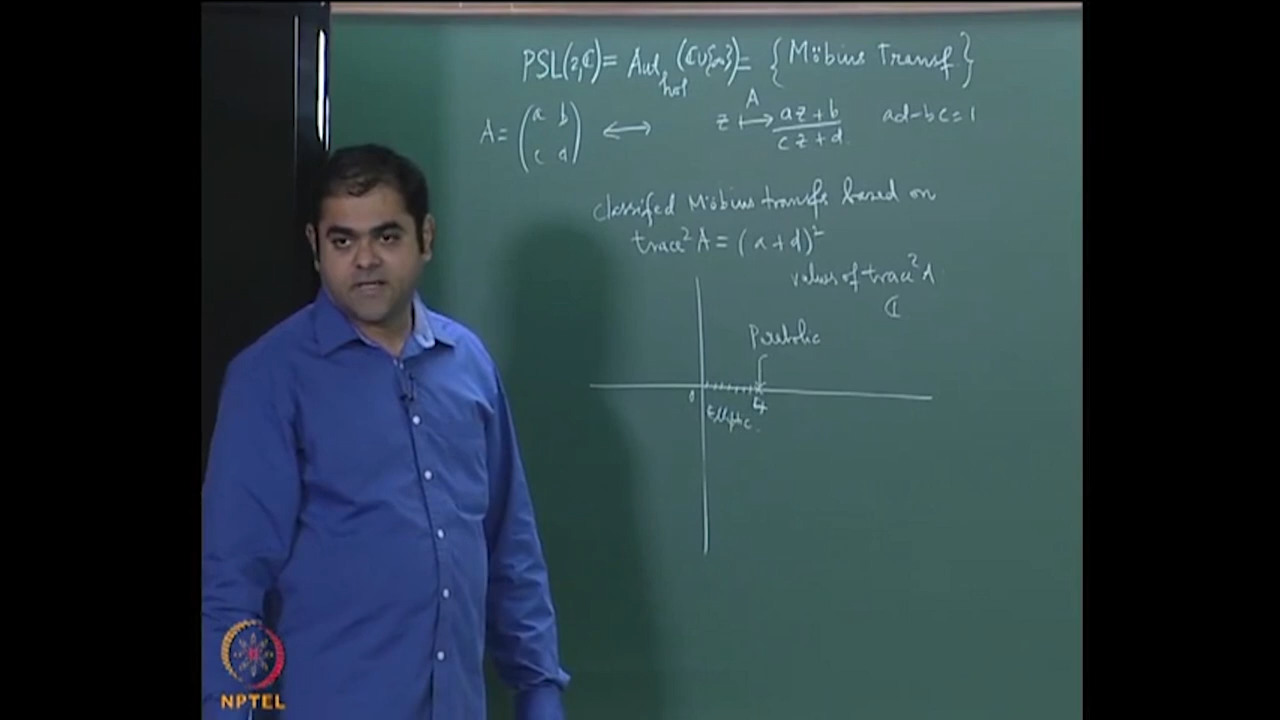 PSL(2,ℂ) = Aut_hol (ℂ∪{∞}) = {Möbius Transf}
A = (a b
c d) ⟷ z ⟼^A (az+b)/(cz+d) ad-bc=1
Classifed Möbius transfs based on
trace² A = (a+d)²
values of trace² A
ℂ
Parabolic
0 4
Elliptic.
NPTEL